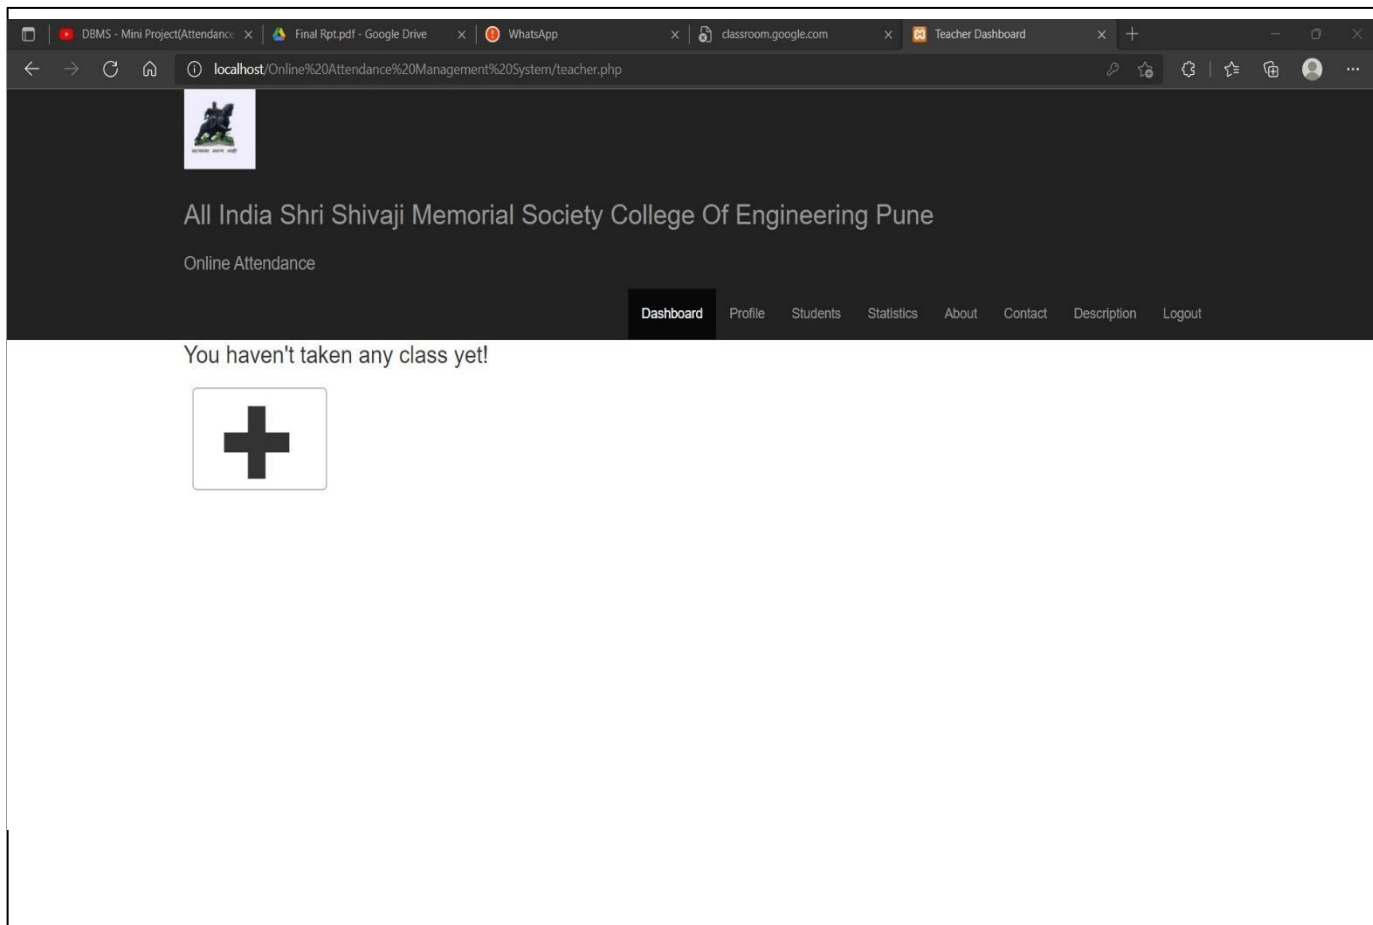 DBMS - Mini Project(Attendance
Final Rpt.pdf - Google Drive
WhatsApp
classroom.google.com
Teacher Dashboard
localhost/Online%20Attendance%20Management%20System/teacher.php
All India Shri Shivaji Memorial Society College Of Engineering Pune
Online Attendance
Dashboard Profile Students Statistics About Contact Description Logout
You haven't taken any class yet!